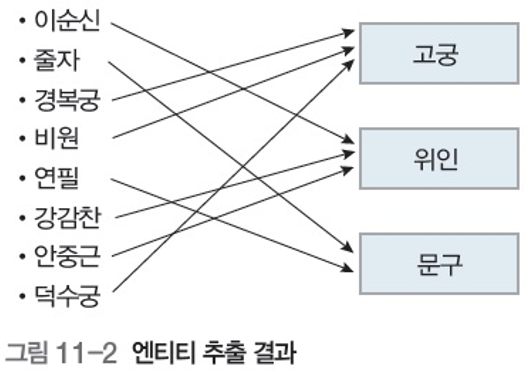 • 이순신
• 줄자
• 경복궁
• 비원
• 연필
• 강감찬
• 안중근
• 덕수궁
고궁
위인
문구
그림 11-2 엔티티 추출 결과